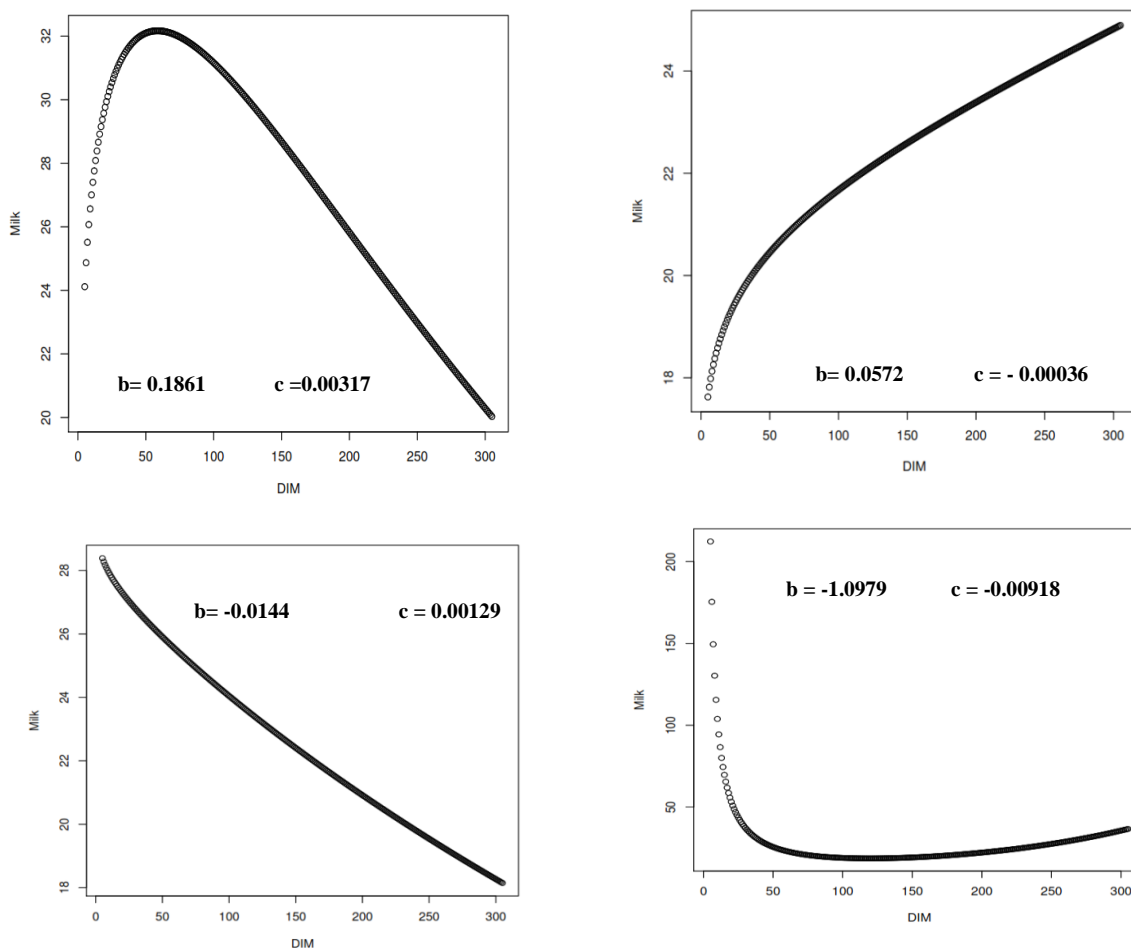 32
30
28
26
24
22
20
Milk
b= 0.1861 c =0.00317
0 50 100 150 200 250 300
DIM
24
22
20
18
Milk
b= 0.0572 c = - 0.00036
0 50 100 150 200 250 300
DIM
28
26
24
22
20
18
Milk
b= -0.0144 c = 0.00129
0 50 100 150 200 250 300
DIM
200
150
100
50
Milk
b = -1.0979 c = -0.00918
0 50 100 150 200 250 300
DIM